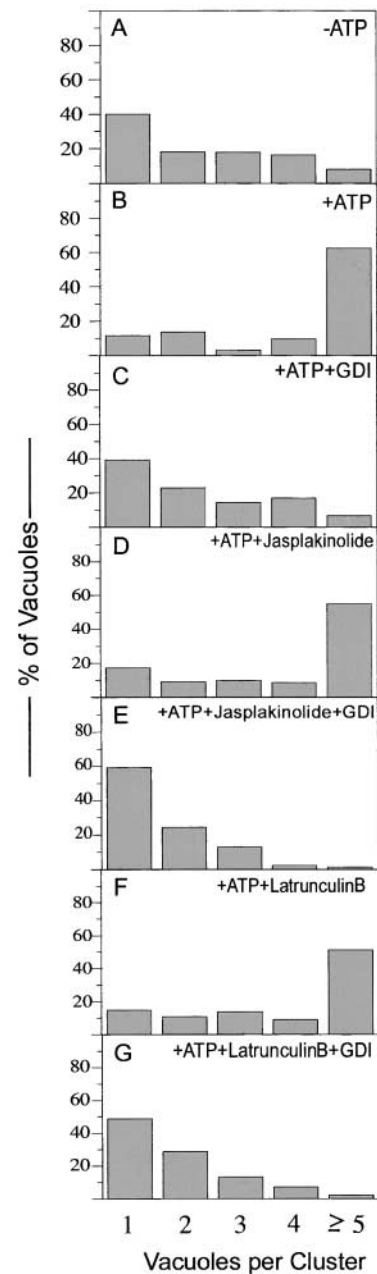 A -ATP
80
60
40
20
B +ATP
80
60
40
20
C +ATP+GDI
80
60
40
20
D +ATP+Jasplakinolide
80
60
40
20
E +ATP+Jasplakinolide+GDI
80
60
40
20
F +ATP+LatrunculinB
80
60
40
20
G +ATP+LatrunculinB+GDI
80
60
40
20
% of Vacuoles
1 2 3 4 ≥ 5
Vacuoles per Cluster